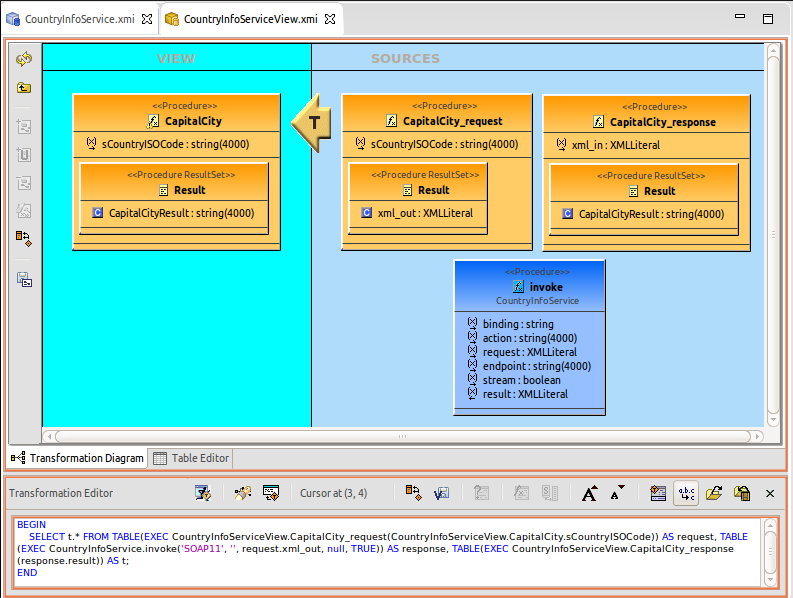 CountryInfoService.xmi
CountryInfoServiceView.xmi
VIEW
SOURCES
<<Procedure>>
CapitalCity
sCountryISOCode : string(4000)
<<Procedure ResultSet>>
Result
CapitalCityResult : string(4000)
T
<<Procedure>>
CapitalCity_request
sCountryISOCode : string(4000)
<<Procedure ResultSet>>
Result
xml_out : XMLLiteral
<<Procedure>>
CapitalCity_response
xml_in : XMLLiteral
<<Procedure ResultSet>>
Result
CapitalCityResult : string(4000)
<<Procedure>>
invoke
CountryInfoService
binding : string
action : string(4000)
request : XMLLiteral
endpoint : string(4000)
stream : boolean
result : XMLLiteral
Transformation Diagram
Table Editor
Transformation Editor
Cursor at (3, 4)
BEGIN
SELECT t.* FROM TABLE(EXEC CountryInfoServiceView.CapitalCity_request(CountryInfoServiceView.CapitalCity.sCountryISOCode)) AS request, TABLE
(EXEC CountryInfoService.invoke('SOAP11', '', request.xml_out, null, TRUE)) AS response, TABLE(EXEC CountryInfoServiceView.CapitalCity_response
(response.result)) AS t;
END